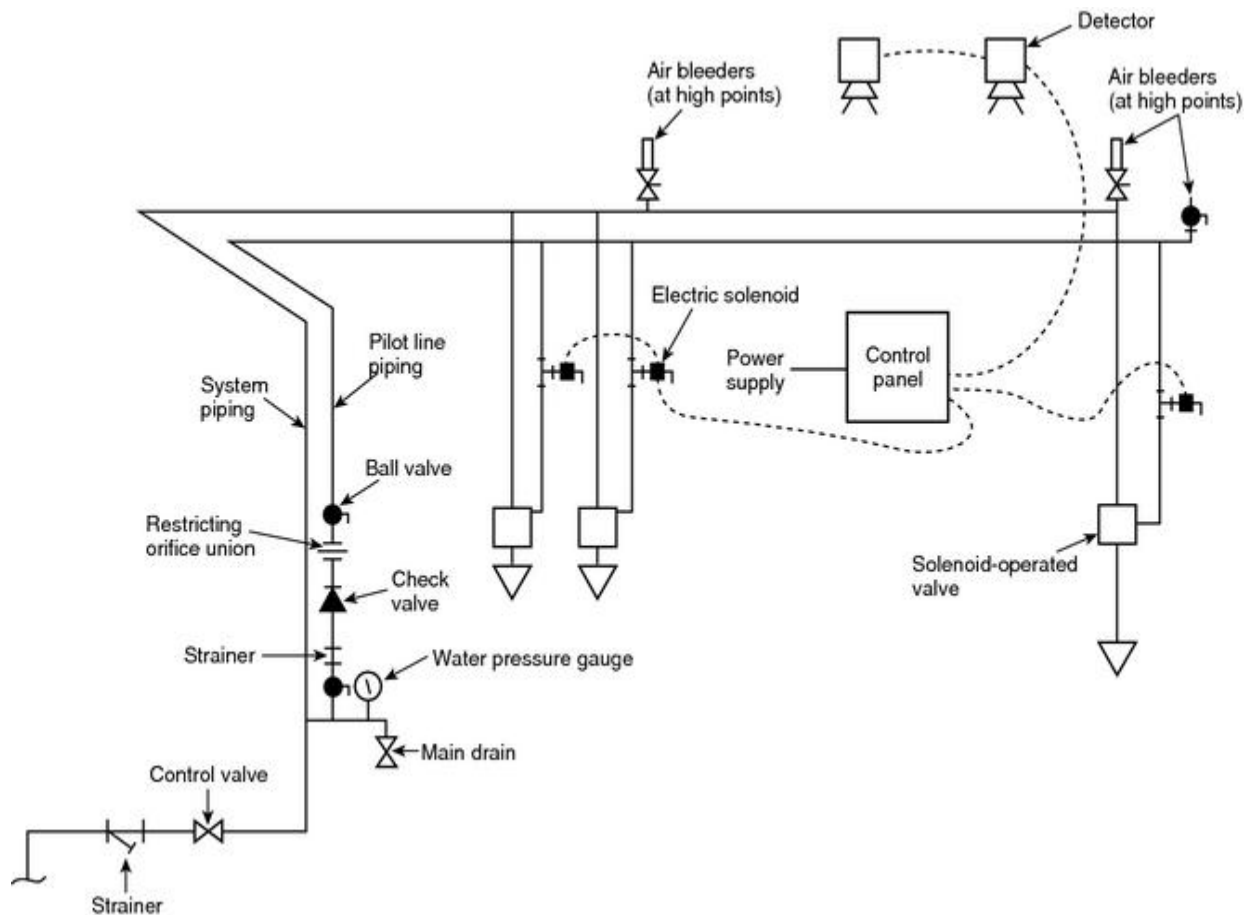 Detector
Air bleeders
(at high points)
Air bleeders
(at high points)
Electric solenoid
Pilot line
piping
Power
supply
Control
panel
System
piping
Ball valve
Restricting
orifice union
Solenoid-operated
valve
Check
valve
Strainer
Water pressure gauge
Main drain
Control valve
Strainer